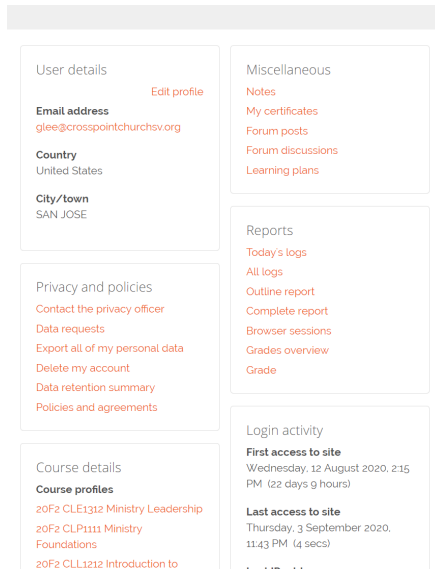 User details
Edit profile
Email address
glee@crosspointchurchsv.org
Country
United States
City/town
SAN JOSE
Privacy and policies
Contact the privacy officer
Data requests
Export all of my personal data
Delete my account
Data retention summary
Policies and agreements
Course details
Course profiles
20F2 CLE1312 Ministry Leadership
20F2 CLP1111 Ministry
Foundations
20F2 CLL1212 Introduction to
Miscellaneous
Notes
My certificates
Forum posts
Forum discussions
Learning plans
Reports
Today's logs
All logs
Outline report
Complete report
Browser sessions
Grades overview
Grade
Login activity
First access to site
Wednesday, 12 August 2020, 2:15
PM (22 days 9 hours)
Last access to site
Thursday, 3 September 2020,
11:43 PM (4 secs)